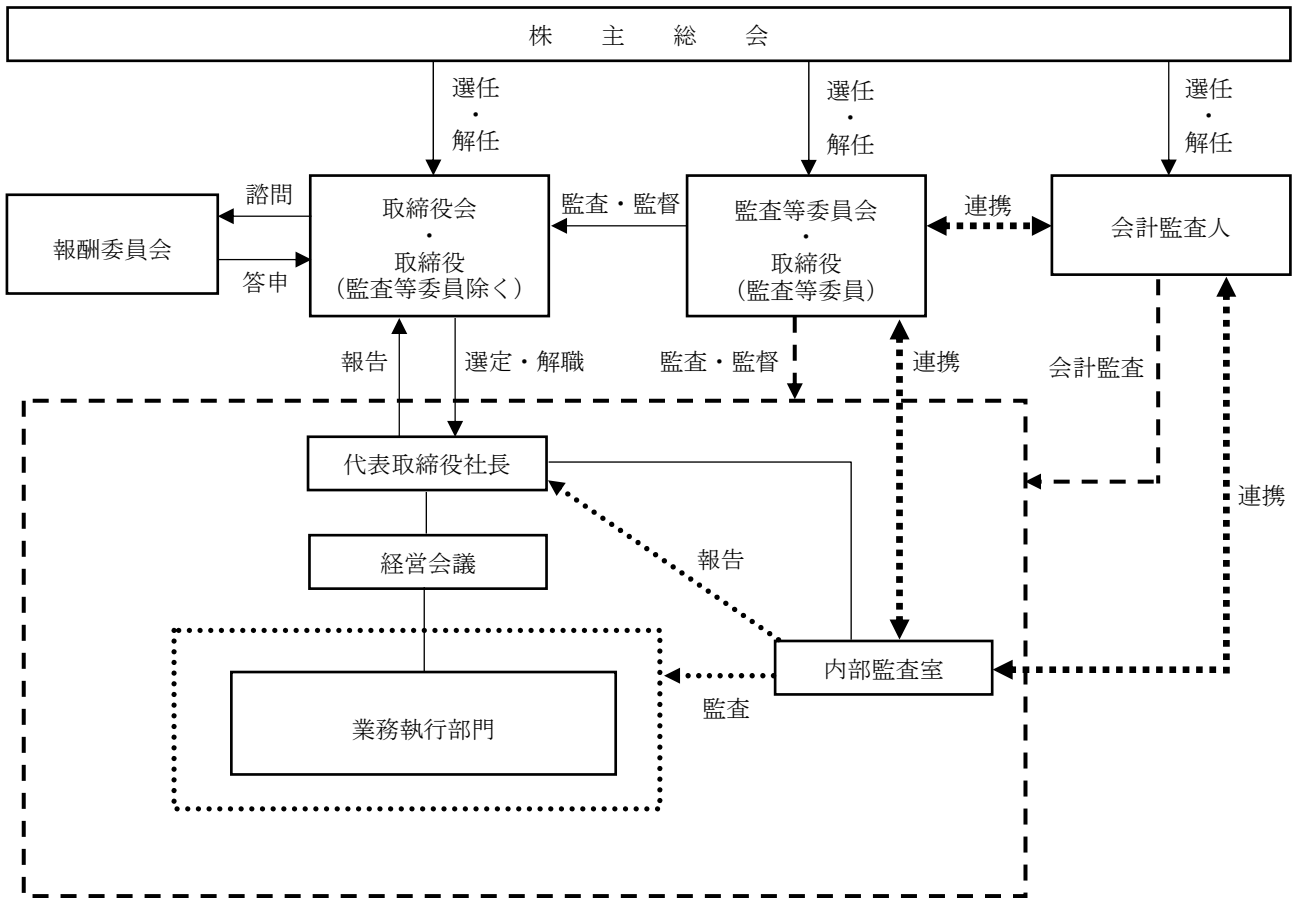 株 主 総 会
選任
・
解任
選任
・
解任
選任
・
解任
諮問
報酬委員会
答申
取締役会
・
取締役
（監査等委員除く）
監査・監督
監査等委員会
・
取締役
（監査等委員）
連携
会計監査人
報告
選定・解職
監査・監督
連携
会計監査
代表取締役社長
連携
経営会議
報告
内部監査室
監査
業務執行部門